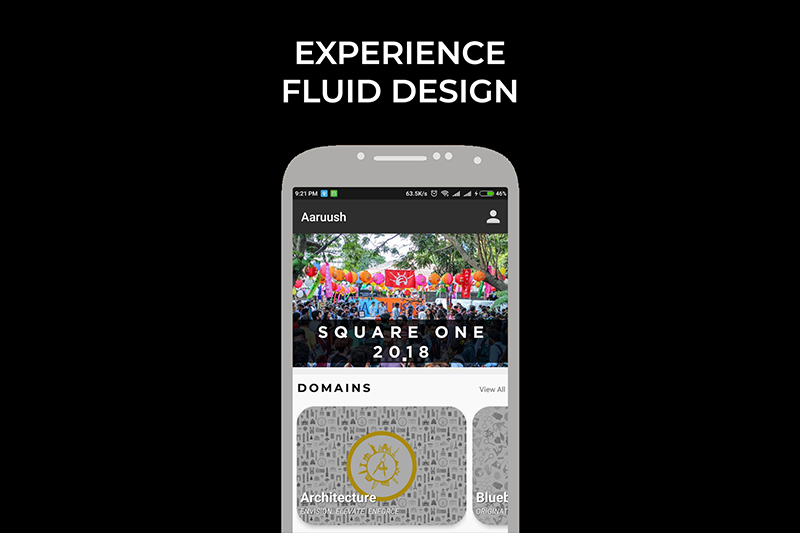 EXPERIENCE
FLUID DESIGN
9:21 PM
63.5K/s
46%
Aaruush
SQUARE ONE
2018
DOMAINS
View All
Architecture
ENVISION. ELEVATE. ENFORCE.
Blueb
ORIGINAT